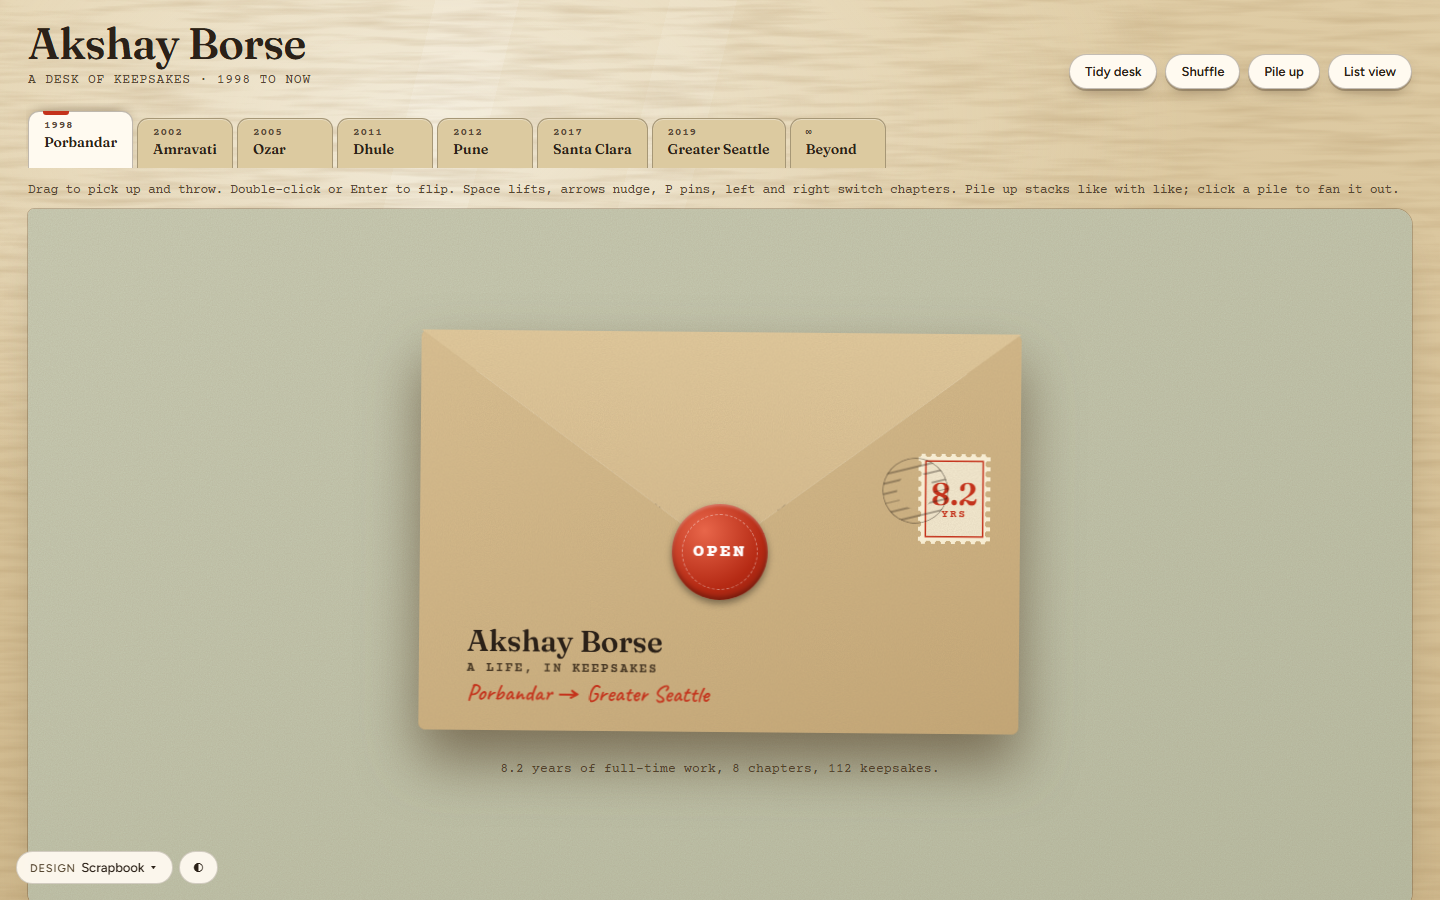 Akshay Borse
A DESK OF KEEPSAKES · 1998 TO NOW
Tidy desk
Shuffle
Pile up
List view
1998
Porbandar
2002
Amravati
2005
Ozar
2011
Dhule
2012
Pune
2017
Santa Clara
2019
Greater Seattle
∞
Beyond
Drag to pick up and throw. Double-click or Enter to flip. Space lifts, arrows nudge, P pins, left and right switch chapters. Pile up stacks like with like; click a pile to fan it out.
8.2
YRS
OPEN
Akshay Borse
A LIFE, IN KEEPSAKES
Porbandar → Greater Seattle
8.2 years of full-time work, 8 chapters, 112 keepsakes.
DESIGN Scrapbook